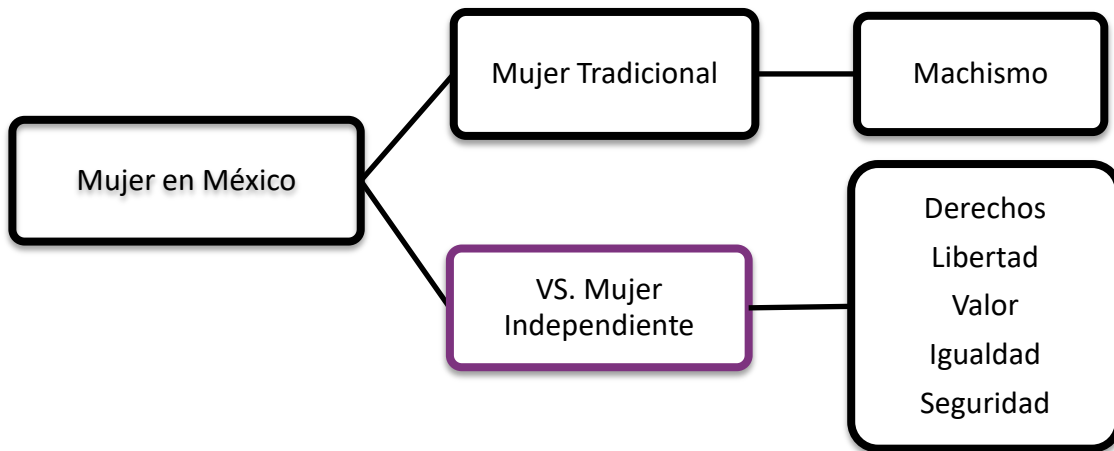 Mujer en México
Mujer Tradicional
Machismo
VS. Mujer
Independiente
Derechos
Libertad
Valor
Igualdad
Seguridad